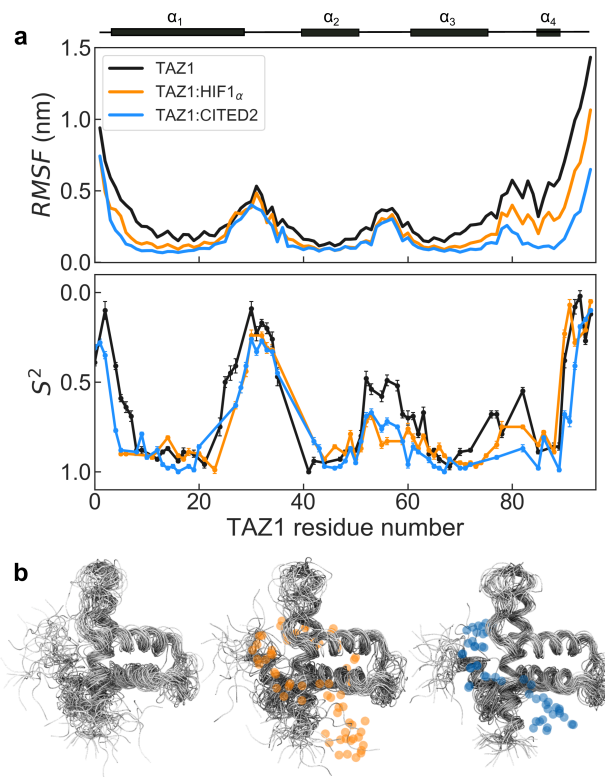 α1 α2 α3 α4
a
1.5
1.0
0.5
0.0
RMSF (nm)
TAZ1
TAZ1:HIF1α
TAZ1:CITED2
0.0
0.5
1.0
S2
0 20 40 60 80
TAZ1 residue number
b